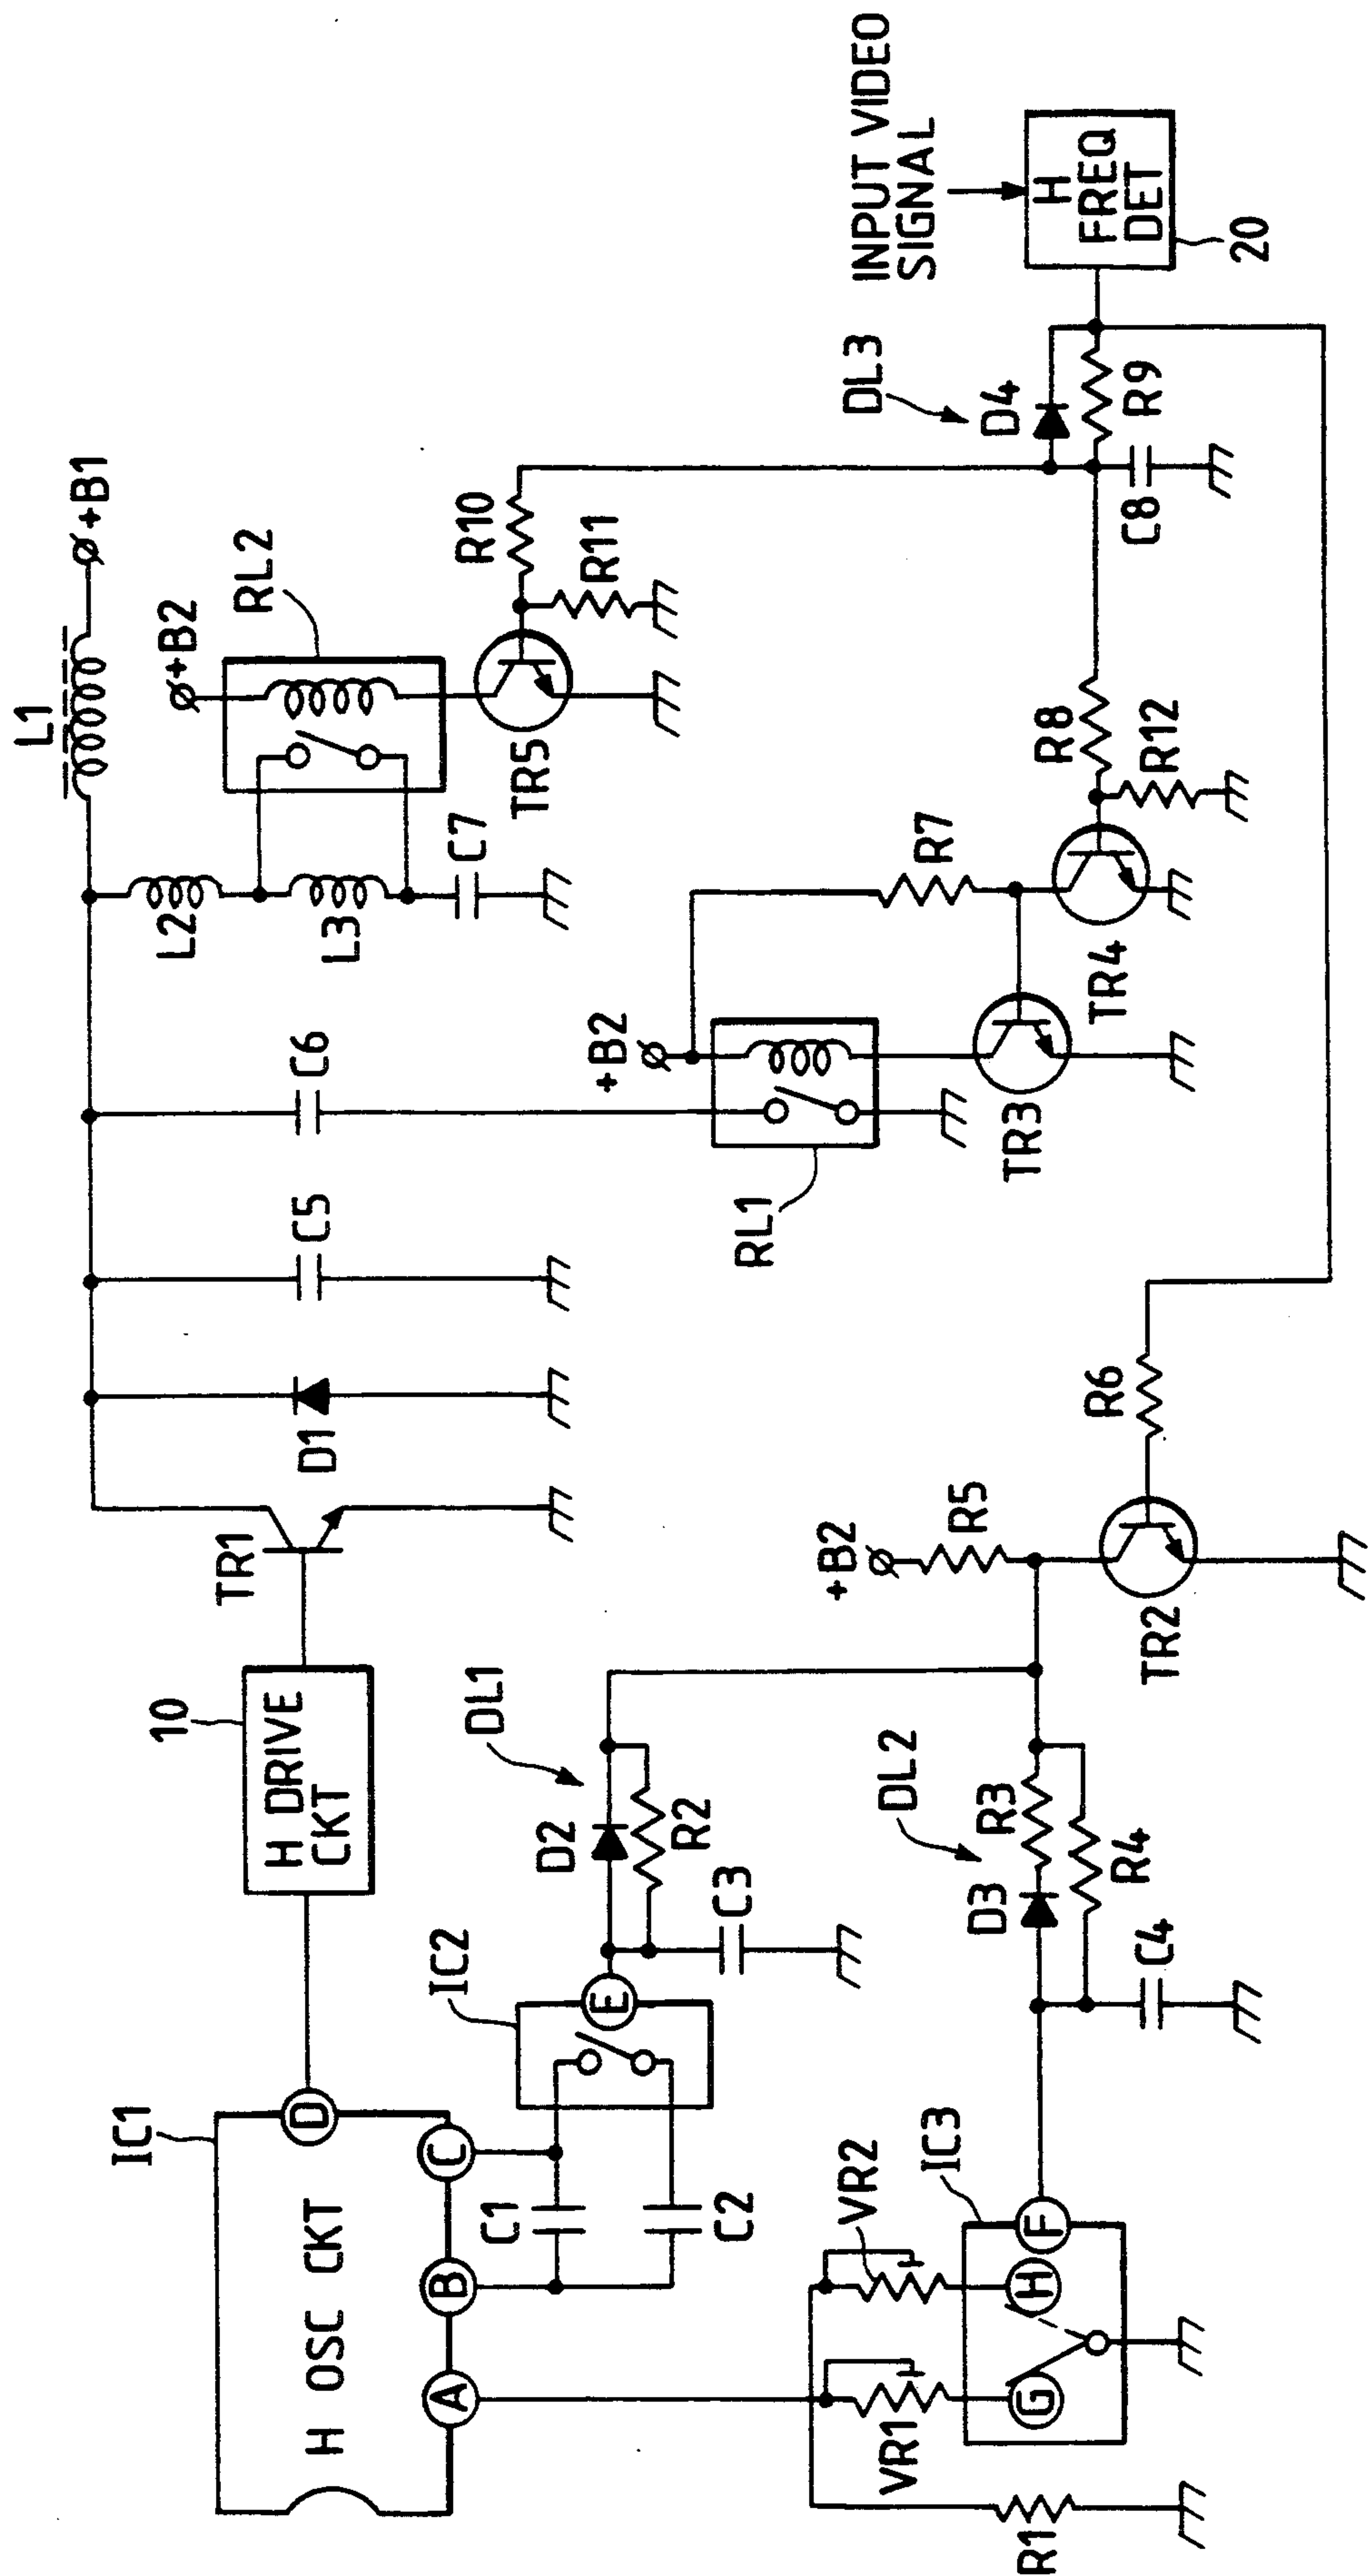 IC1
H OSC CKT
A
B
C
D
10
H DRIVE
CKT
TR1
D1
C5
C6
L1
+B1
L2
L3
C7
+B2
RL2
TR5
R10
R11
C1
C2
IC2
E
D2
R2
C3
DL1
+B2
RL1
TR3
R7
TR4
R8
R12
INPUT VIDEO
SIGNAL
H
FREQ
DET
20
DL3
D4
R9
C8
R1
VR1
VR2
IC3
G
H
F
DL2
D3
R3
R4
C4
+B2
R5
TR2
R6